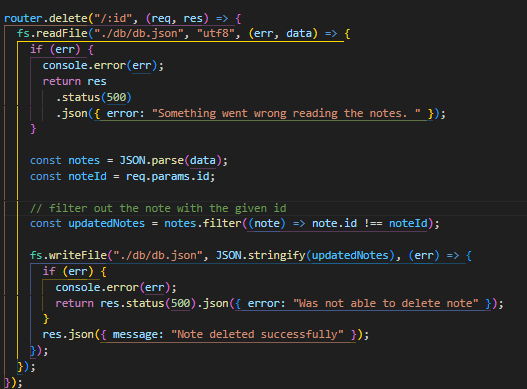 router.delete("/:id", (req, res) => {
  fs.readFile("./db/db.json", "utf8", (err, data) => {
    if (err) {
      console.error(err);
      return res
        .status(500)
        .json({ error: "Something went wrong reading the notes. " });
    }

    const notes = JSON.parse(data);
    const noteId = req.params.id;

    // filter out the note with the given id
    const updatedNotes = notes.filter((note) => note.id !== noteId);

    fs.writeFile("./db/db.json", JSON.stringify(updatedNotes), (err) => {
      if (err) {
        console.error(err);
        return res.status(500).json({ error: "Was not able to delete note" });
      }
      res.json({ message: "Note deleted successfully" });
    });
  });
});